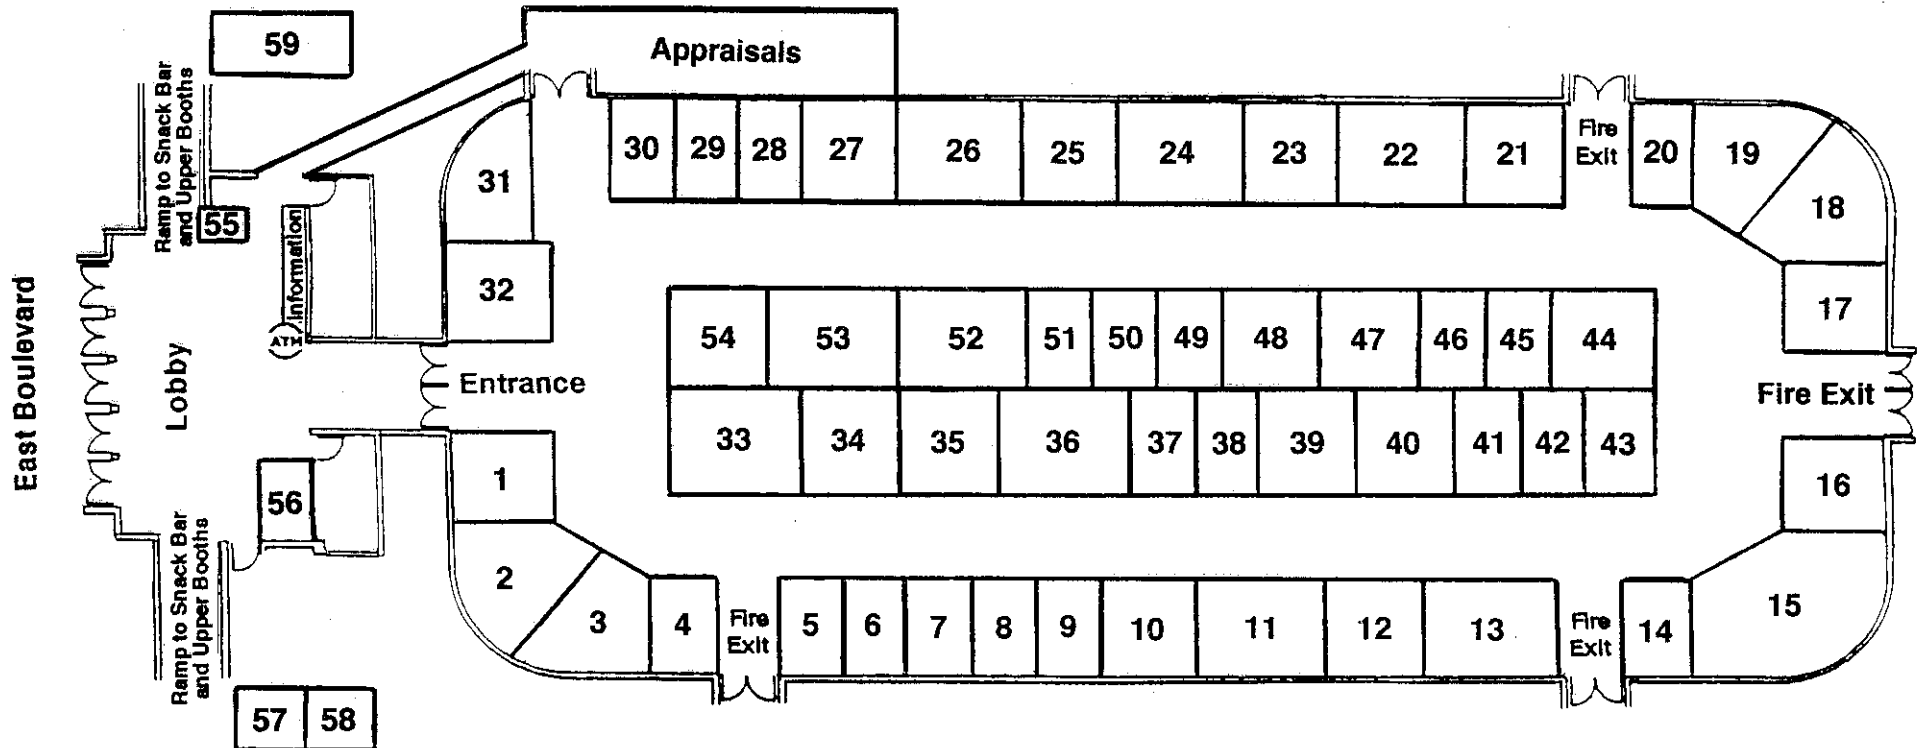 59
Appraisals
Ramp to Snack Bar
and Upper Booths
30 29 28 27 26 25 24 23 22 21
Fire
Exit
20 19
31
18
55
Information
32
17
54 53 52 51 50 49 48 47 46 45 44
ATM
East Boulevard
Lobby
Entrance
Fire Exit
33 34 35 36 37 38 39 40 41 42 43
1
16
56
2
3 4
Fire
Exit
5 6 7 8 9 10 11 12 13
Fire
Exit
14 15
Ramp to Snack Bar
and Upper Booths
57 58